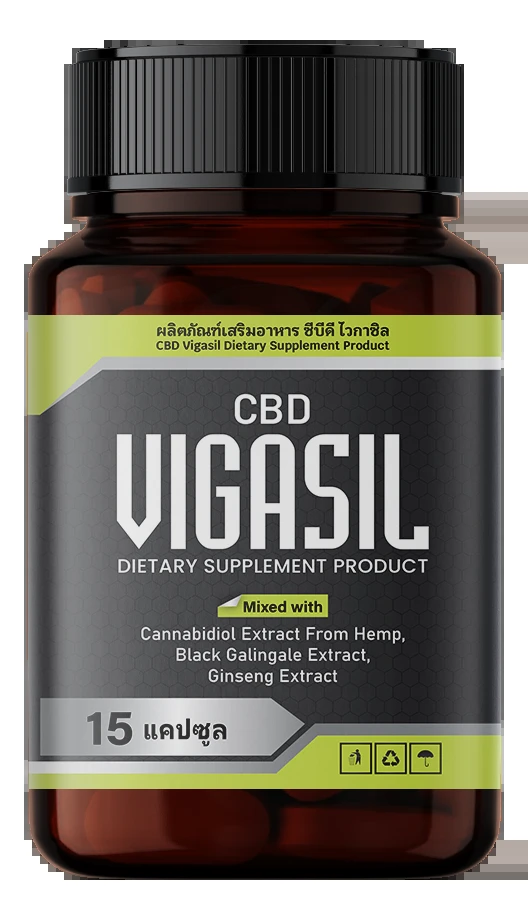 ผลิตภัณฑ์เสริมอาหาร ซีบีดี ไวกาซิล
CBD Vigasil Dietary Supplement Product
CBD
VIGASIL
DIETARY SUPPLEMENT PRODUCT
Mixed with
Cannabidiol Extract From Hemp,
Black Galingale Extract,
Ginseng Extract
15 แคปซูล